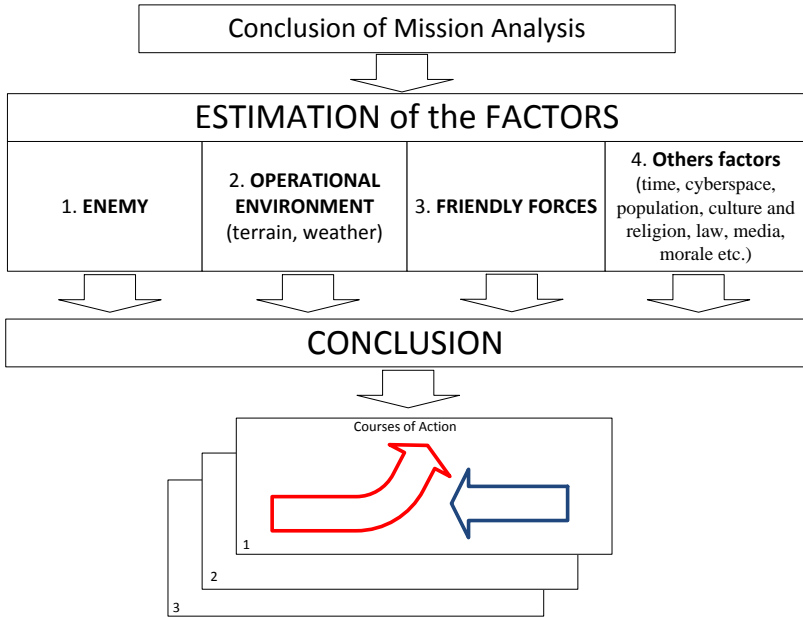 Conclusion of Mission Analysis
ESTIMATION of the FACTORS
1. ENEMY
2. OPERATIONAL
ENVIRONMENT
(terrain, weather)
3. FRIENDLY FORCES
4. Others factors
(time, cyberspace,
population, culture and
religion, law, media,
morale etc.)
CONCLUSION
Courses of Action
1
2
3